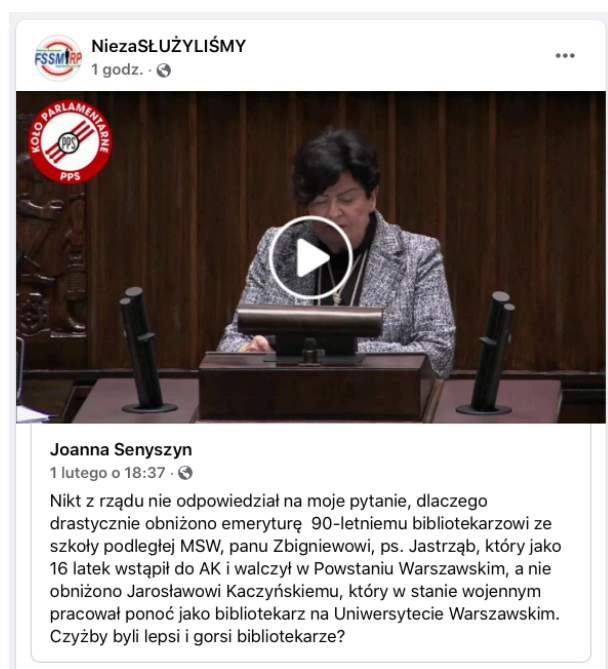 FSSMRP
NiezaSŁUŻYLIŚMY
1 godz. ·
KOŁO PARLAMENTARNE
PPS
PPS
Joanna Senyszyn
1 lutego o 18:37 ·
Nikt z rządu nie odpowiedział na moje pytanie, dlaczego
drastycznie obniżono emeryturę 90-letniemu bibliotekarzowi ze
szkoły podległej MSW, panu Zbigniewowi, ps. Jastrząb, który jako
16 latek wstąpił do AK i walczył w Powstaniu Warszawskim, a nie
obniżono Jarosławowi Kaczyńskiemu, który w stanie wojennym
pracował ponoć jako bibliotekarz na Uniwersytecie Warszawskim.
Czyżby byli lepsi i gorsi bibliotekarze?